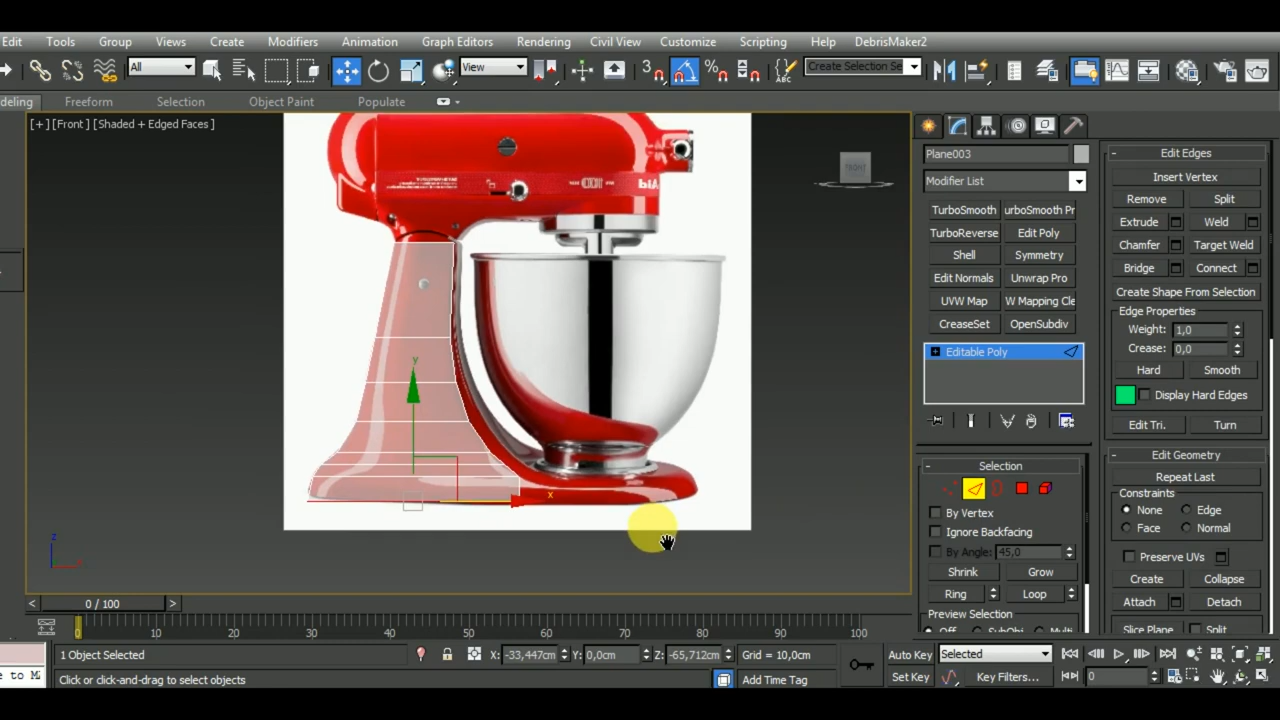 Edit Tools Group Views Create Modifiers Animation Graph Editors Rendering Civil View Customize Scripting Help DebrisMaker2
All View 3 % ABC Create Selection Se
deling Freeform Selection Object Paint Populate
[+] [Front ] [Shaded + Edged Faces ]
FRONT
Plane003
Modifier List
TurboSmooth urboSmooth Pr
TurboReverse Edit Poly
Shell Symmetry
Edit Normals Unwrap Pro
UVW Map W Mapping Cle
CreaseSet OpenSubdiv
Editable Poly
- Selection
By Vertex
Ignore Backfacing
By Angle: 45,0
Shrink Grow
Ring Loop
Preview Selection
Off SubObj Multi
- Edit Edges
Insert Vertex
Remove Split
Extrude Weld
Chamfer Target Weld
Bridge Connect
Create Shape From Selection
Edge Properties
Weight: 1,0
Crease: 0,0
Hard Smooth
Display Hard Edges
Edit Tri. Turn
- Edit Geometry
Repeat Last
Constraints
None Edge
Face Normal
Preserve UVs
Create Collapse
Attach Detach
Slice Plane Split
y
x
z
< 0 / 100 >
0 10 20 30 40 50 60 70 80 90 100
1 Object Selected X: -33,447cm Y: 0,0cm Z: -65,712cm Grid = 10,0cm Auto Key Selected
e to M Click or click-and-drag to select objects Add Time Tag Set Key Key Filters... 0